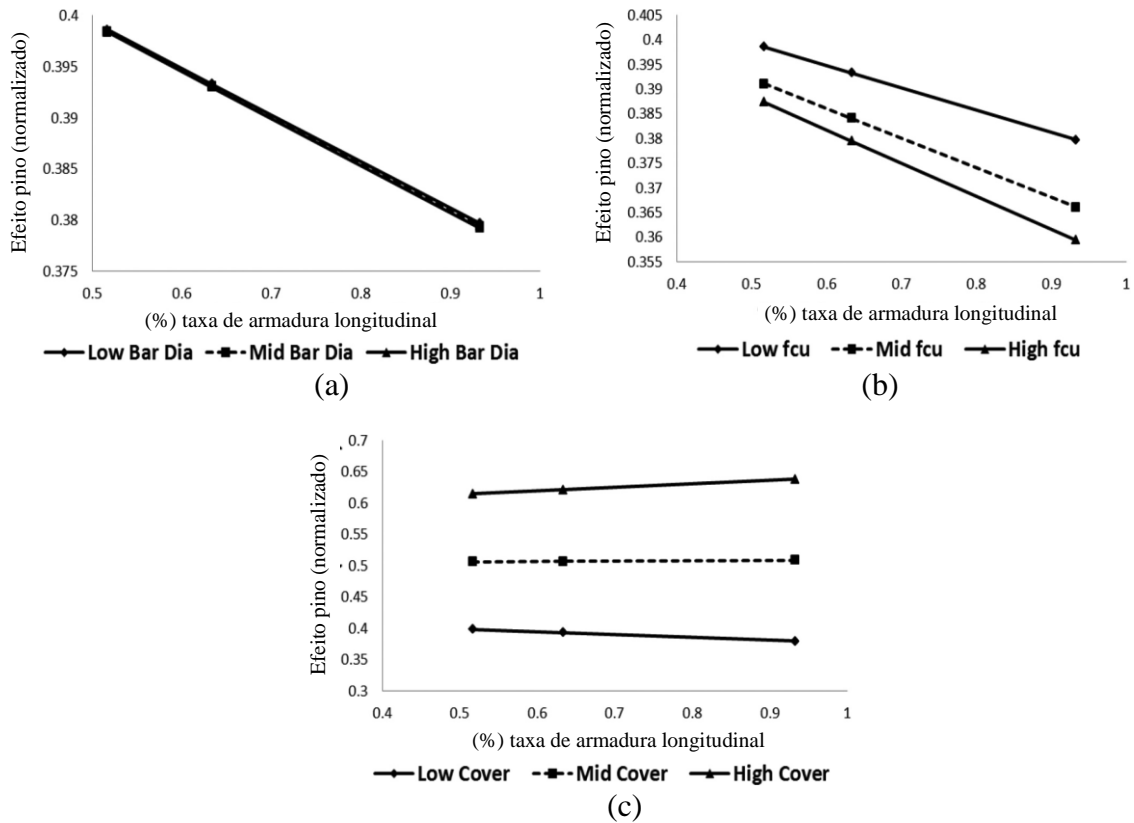 Efeito pino (normalizado)
0.4
0.395
0.39
0.385
0.38
0.375
0.5
0.6
0.7
0.8
0.9
1
(%) taxa de armadura longitudinal
Low Bar Dia
Mid Bar Dia
High Bar Dia
(a)
Efeito pino (normalizado)
0.405
0.4
0.395
0.39
0.385
0.38
0.375
0.37
0.365
0.36
0.355
0.4
0.5
0.6
0.7
0.8
0.9
1
(%) taxa de armadura longitudinal
Low fcu
Mid fcu
High fcu
(b)
Efeito pino (normalizado)
0.7
0.65
0.6
0.55
0.5
0.45
0.4
0.35
0.3
0.4
0.5
0.6
0.7
0.8
0.9
1
(%) taxa de armadura longitudinal
Low Cover
Mid Cover
High Cover
(c)